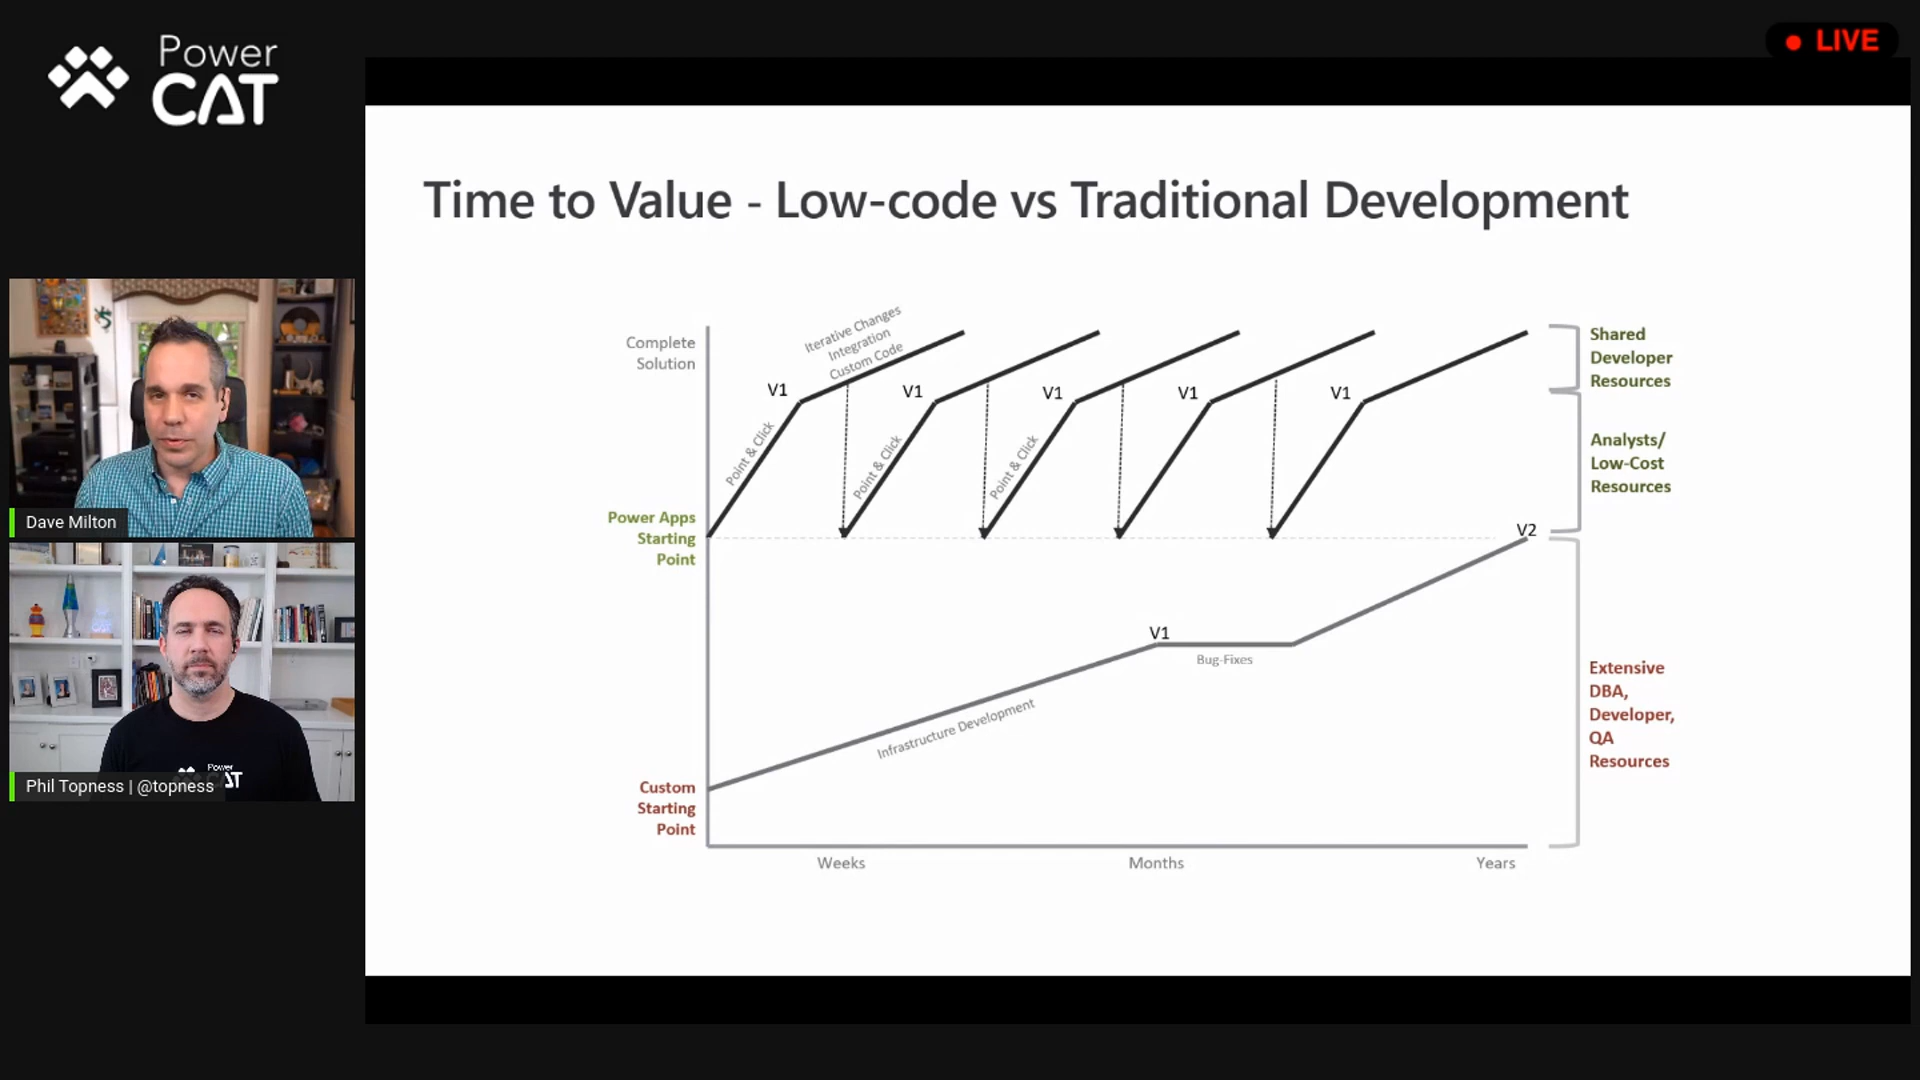 Power
CAT
LIVE
Time to Value - Low-code vs Traditional Development
Complete
Solution
Iterative Changes
Integration
Custom Code
V1
V1
V1
V1
V1
Point & Click
Point & Click
Point & Click
Shared
Developer
Resources
Analysts/
Low-Cost
Resources
Power Apps
Starting
Point
V2
V1
Bug-Fixes
Infrastructure Development
Extensive
DBA,
Developer,
QA
Resources
Custom
Starting
Point
Weeks
Months
Years
Dave Milton
Power
CAT
Phil Topness | @topness